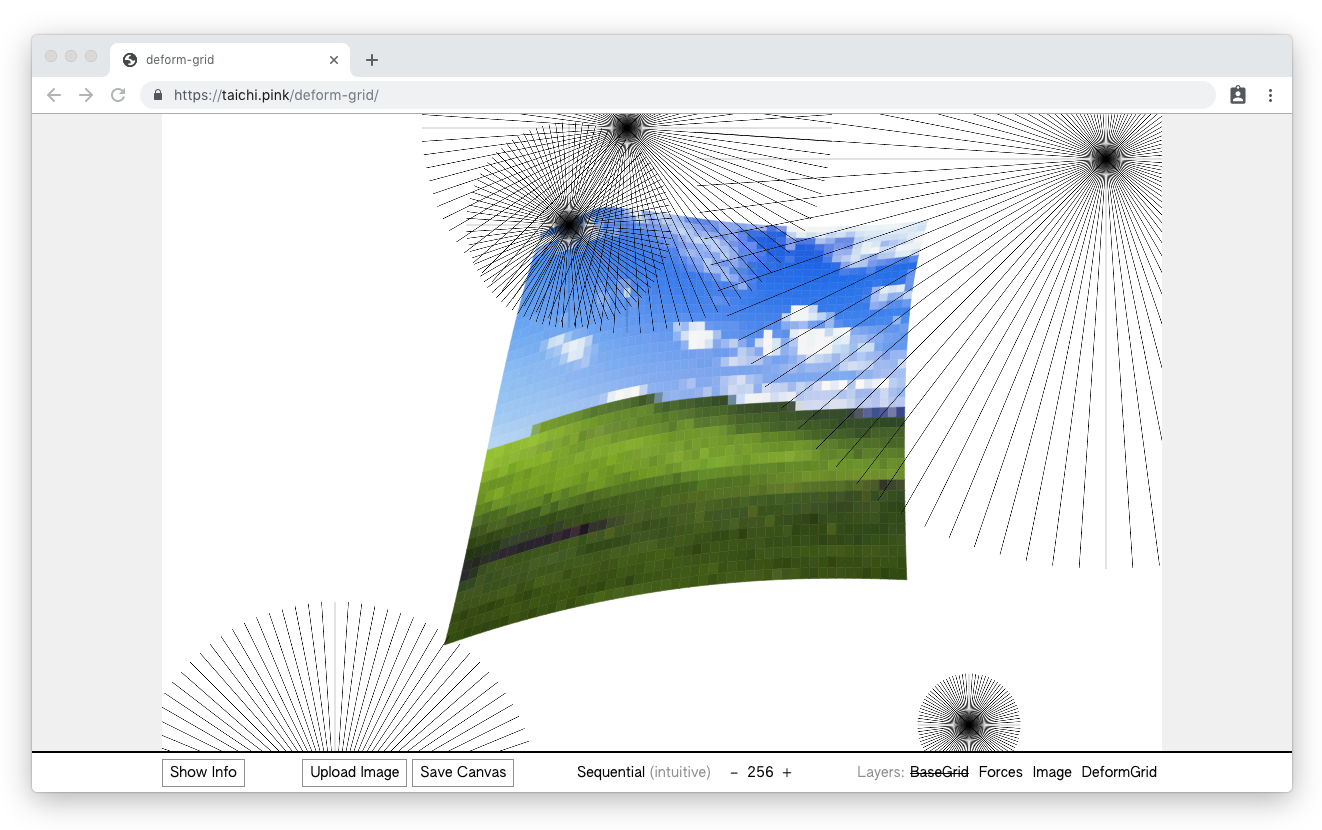 deform-grid
https://taichi.pink/deform-grid/
Show Info Upload Image Save Canvas Sequential (intuitive) – 256 + Layers: BaseGrid Forces Image DeformGrid